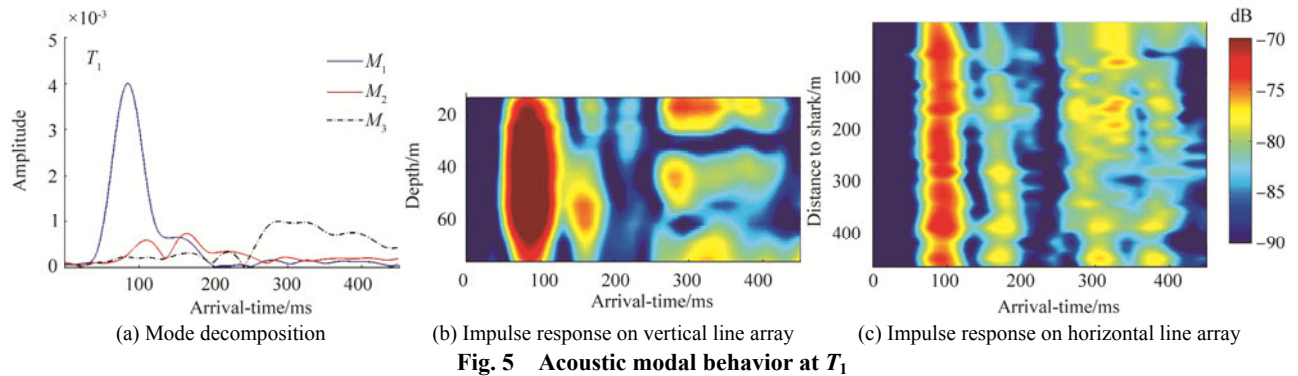 ×10⁻³
5
4
3
2
1
0
Amplitude
T₁
M₁
M₂
M₃
100 200 300 400
Arrival-time/ms
(a) Mode decomposition
20
40
60
Depth/m
0 100 200 300 400
Arrival-time/ms
(b) Impulse response on vertical line array
100
200
300
400
Distance to shark/m
0 100 200 300 400
Arrival-time/ms
(c) Impulse response on horizontal line array
dB
−70
−75
−80
−85
−90
Fig. 5 Acoustic modal behavior at T₁